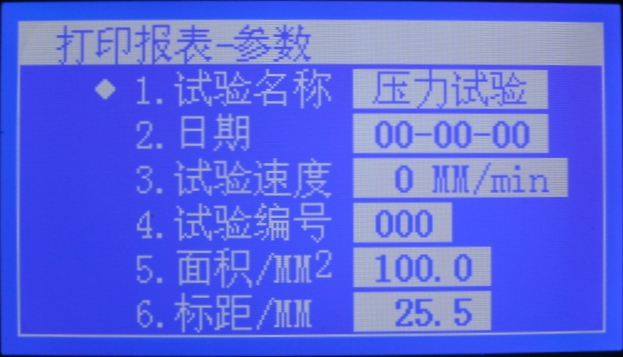 打印报表-参数
◆ 1.试验名称 压力试验
2.日期 00-00-00
3.试验速度 0 MM/min
4.试验编号 000
5.面积/MM2 100.0
6.标距/MM 25.5